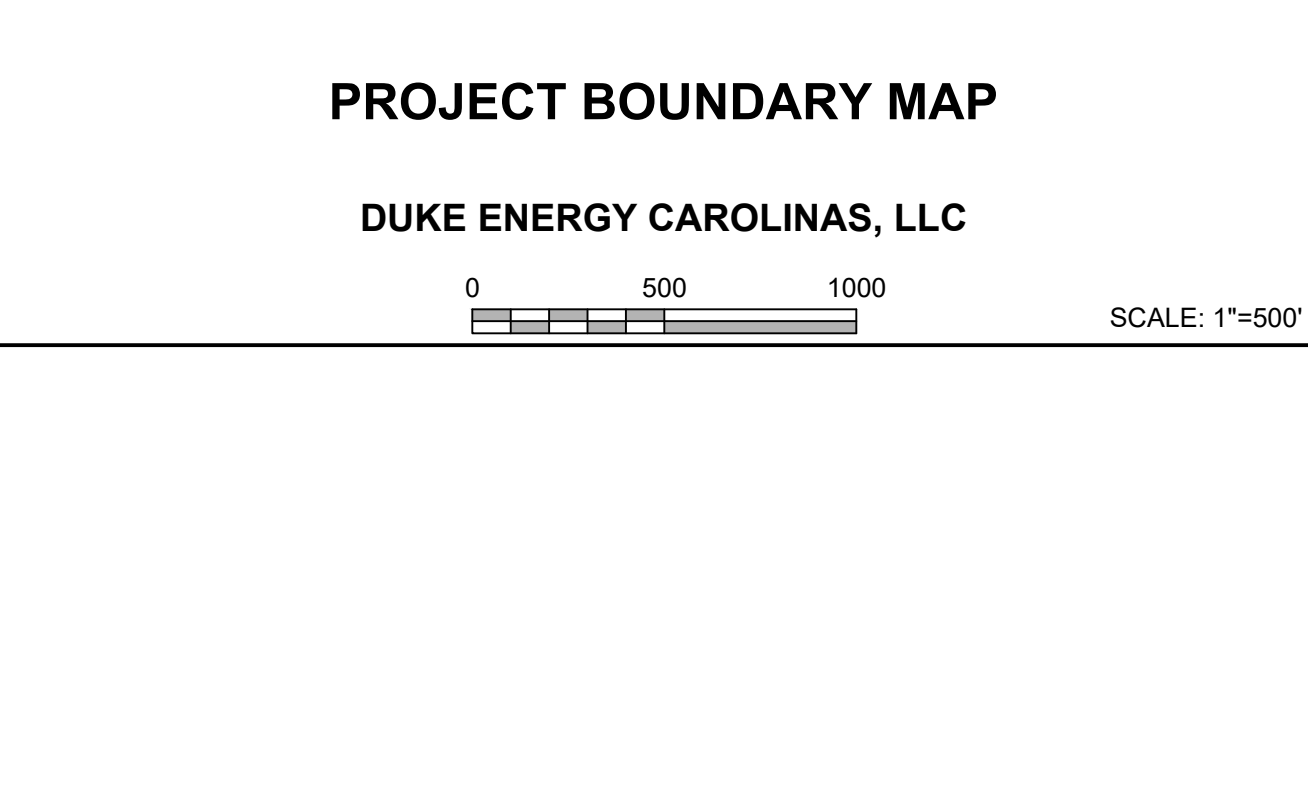 PROJECT BOUNDARY MAP
DUKE ENERGY CAROLINAS, LLC
0 500 1000
SCALE: 1"=500'